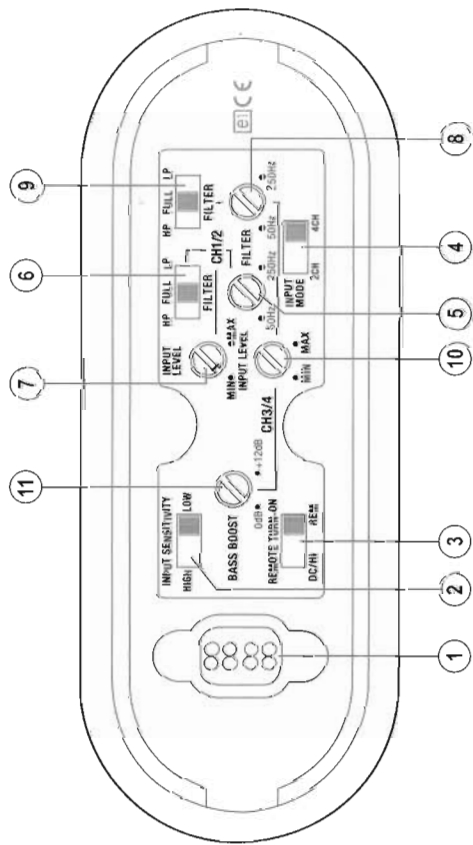 11
7
6
9
INPUT SENSITIVITY
HIGH LOW
BASS BOOST
0dB +12dB
REMOTE TURN-ON
DC/HI REM
INPUT LEVEL
MIN MAX
INPUT LEVEL
MIN MAX
CH3/4
HP FULL LP
FILTER
CH1/2
HP FULL LP
FILTER
FILTER
50Hz 250Hz
50Hz 250Hz
INPUT MODE
2CH 4CH
e1 CE
1
2
3
10
5
4
8